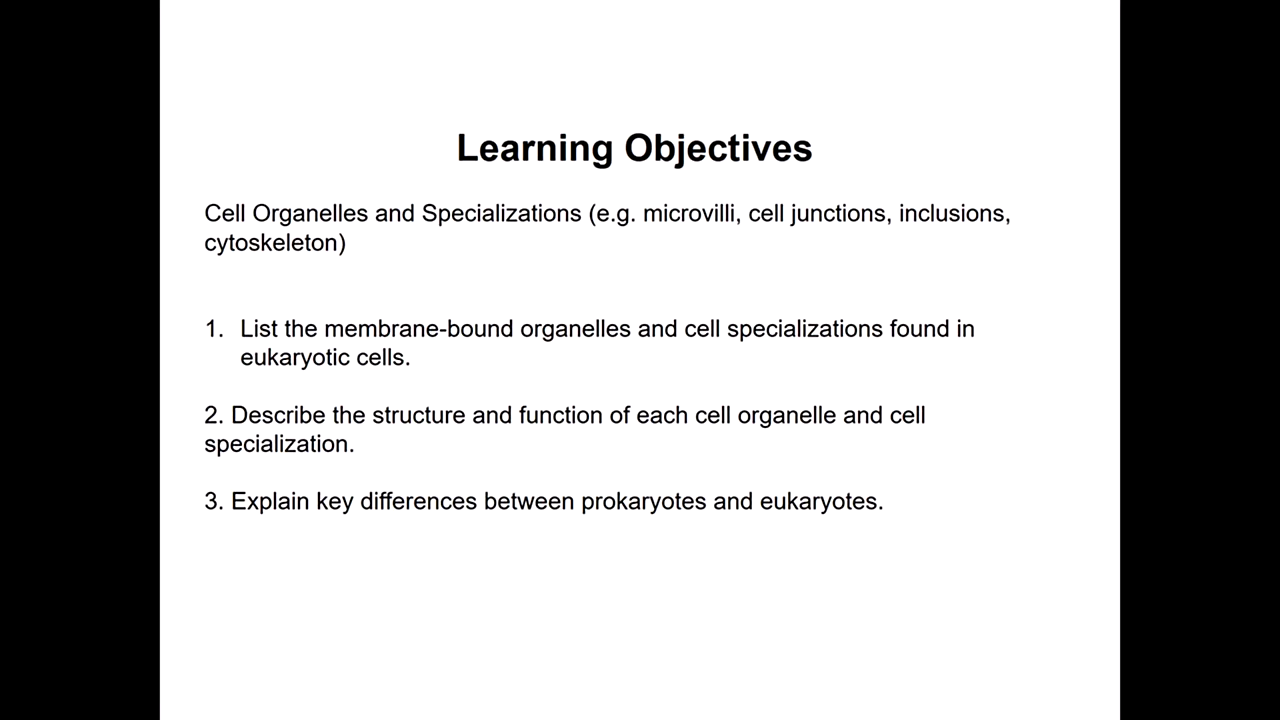 Learning Objectives
Cell Organelles and Specializations (e.g. microvilli, cell junctions, inclusions,
cytoskeleton)
1. List the membrane-bound organelles and cell specializations found in
eukaryotic cells.
2. Describe the structure and function of each cell organelle and cell
specialization.
3. Explain key differences between prokaryotes and eukaryotes.